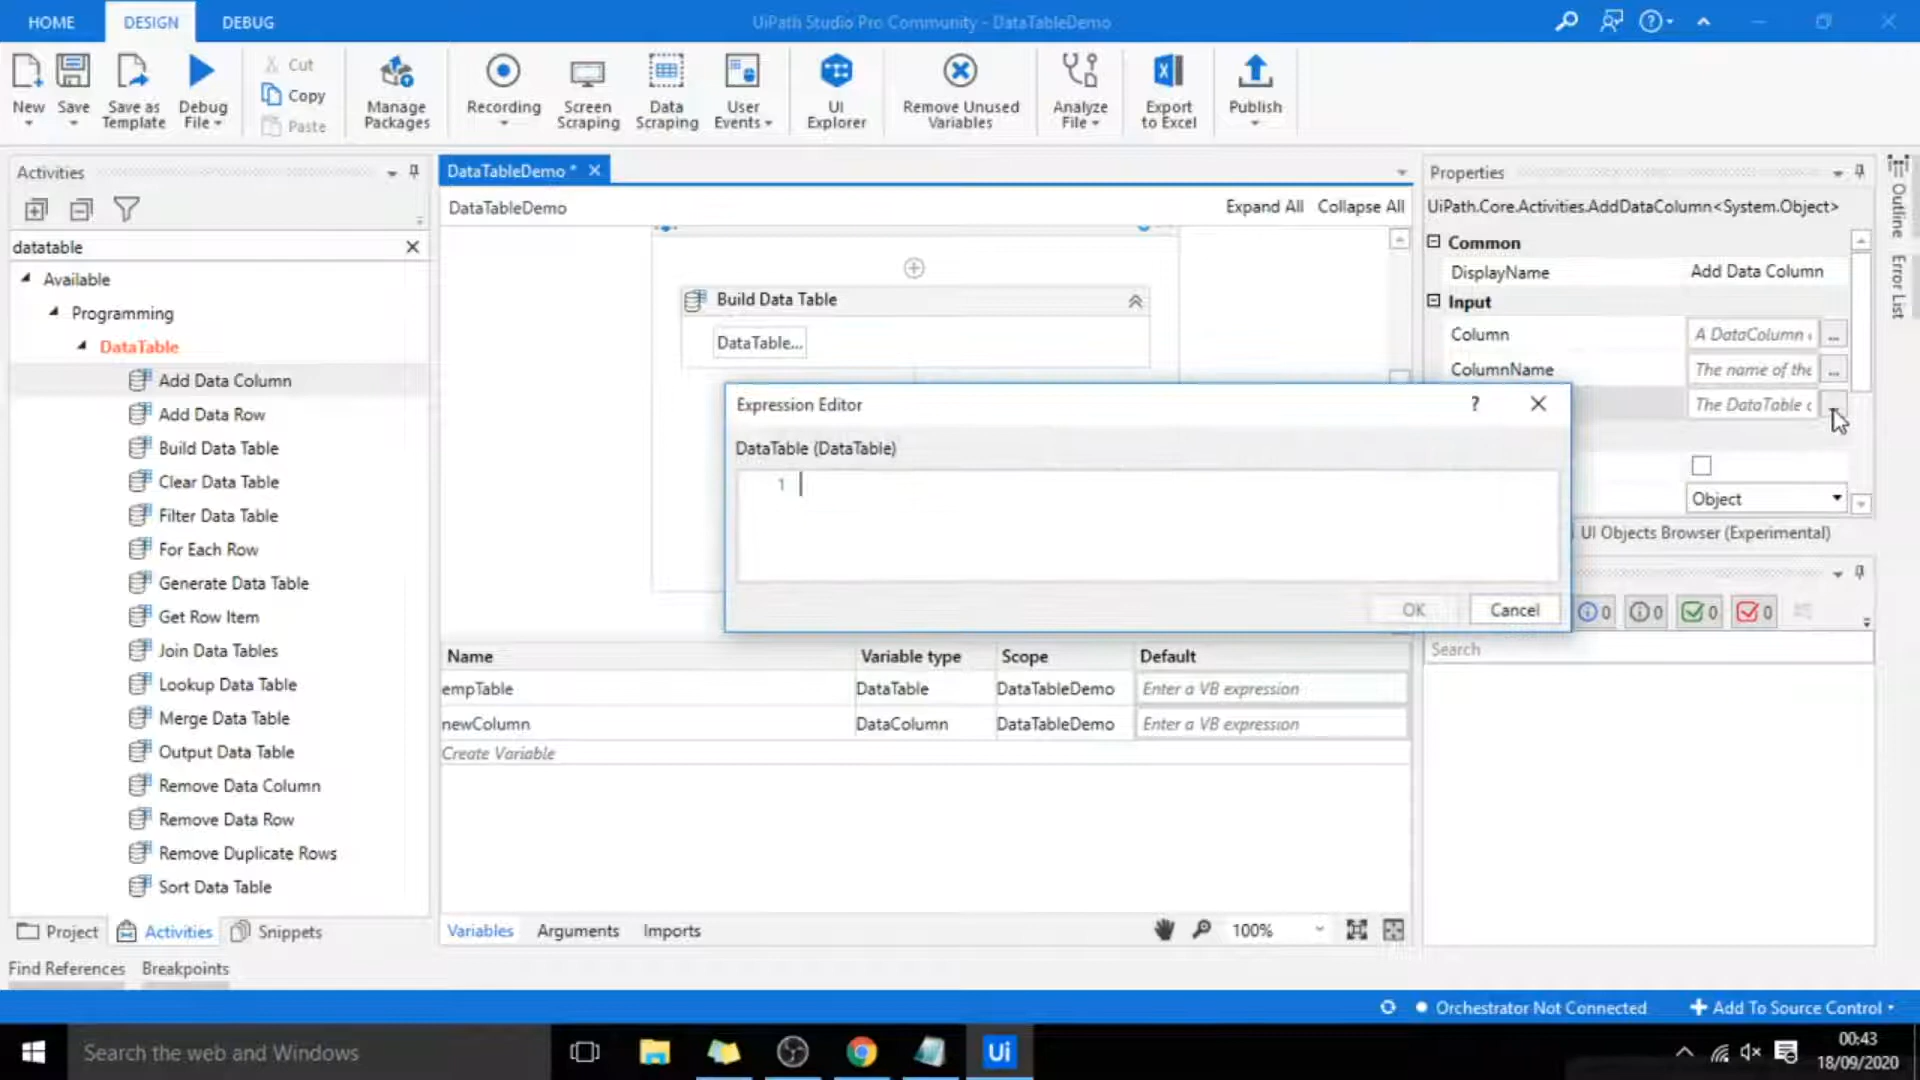 HOME
DESIGN
DEBUG
UiPath Studio Pro Community - DataTableDemo
New
Save
Save as Template
Debug File
Cut
Copy
Paste
Manage Packages
Recording
Screen Scraping
Data Scraping
User Events
UI Explorer
Remove Unused Variables
Analyze File
Export to Excel
Publish
Activities
datatable
Available
Programming
DataTable
Add Data Column
Add Data Row
Build Data Table
Clear Data Table
Filter Data Table
For Each Row
Generate Data Table
Get Row Item
Join Data Tables
Lookup Data Table
Merge Data Table
Output Data Table
Remove Data Column
Remove Data Row
Remove Duplicate Rows
Sort Data Table
Project
Activities
Snippets
Find References
Breakpoints
DataTableDemo *
DataTableDemo
Expand All
Collapse All
Build Data Table
DataTable...
Expression Editor
?
DataTable (DataTable)
1
OK
Cancel
Name
Variable type
Scope
Default
empTable
DataTable
DataTableDemo
Enter a VB expression
newColumn
DataColumn
DataTableDemo
Enter a VB expression
Create Variable
Variables
Arguments
Imports
100%
Properties
UiPath.Core.Activities.AddDataColumn<System.Object>
Common
DisplayName
Add Data Column
Input
Column
A DataColumn
...
ColumnName
The name of the
...
The DataTable
Object
UI Objects Browser (Experimental)
0
0
0
0
Search
Outline
Error List
Orchestrator Not Connected
Add To Source Control
Search the web and Windows
Ui
00:43
18/09/2020